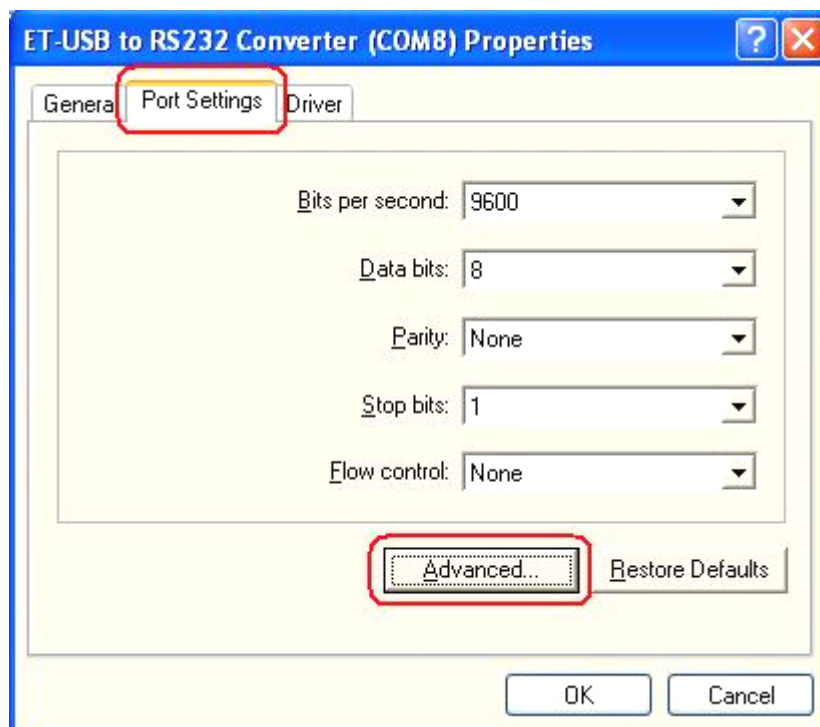 ET-USB to RS232 Converter (COM8) Properties
General Port Settings Driver
Bits per second: 9600
Data bits: 8
Parity: None
Stop bits: 1
Flow control: None
Advanced... Restore Defaults
OK Cancel